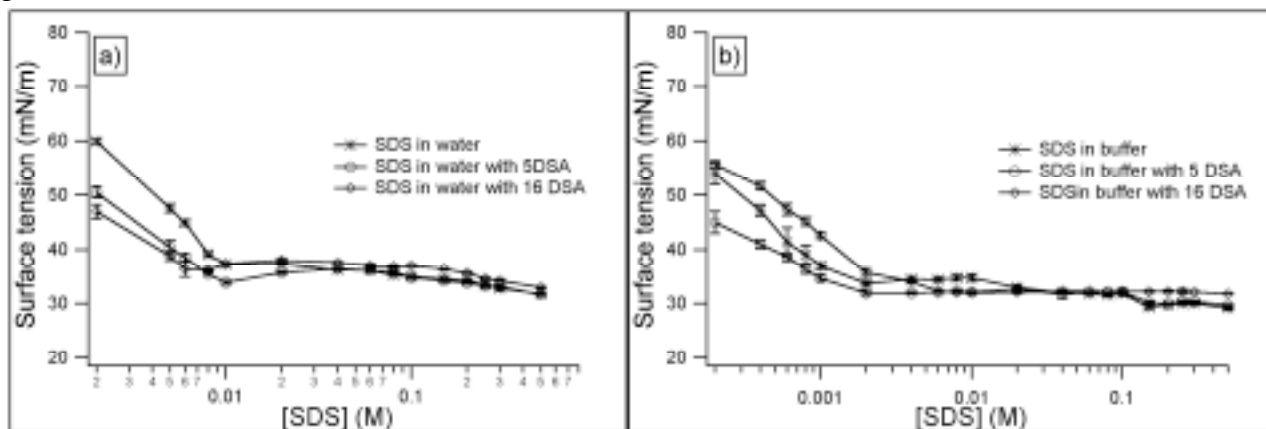 a)
80
70
60
50
40
30
20
Surface tension (mN/m)
SDS in water
SDS in water with 5DSA
SDS in water with 16 DSA
2 3 4 5 6 7 2 3 4 5 6 7 2 3 4 5 6 7
0.01 0.1
[SDS] (M)
b)
80
70
60
50
40
30
20
Surface tension (mN/m)
SDS in buffer
SDS in buffer with 5 DSA
SDSin buffer with 16 DSA
0.001 0.01 0.1
[SDS] (M)